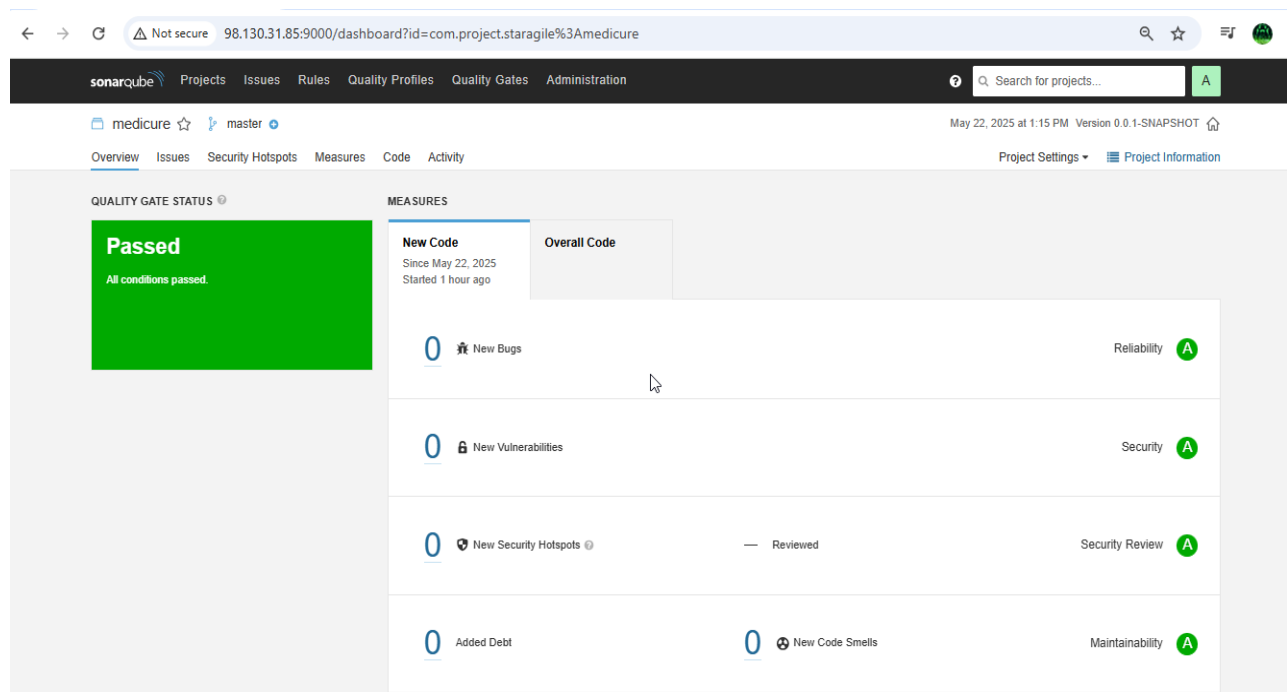 Not secure 98.130.31.85:9000/dashboard?id=com.project.staragile%3Amedicure
sonarqube Projects Issues Rules Quality Profiles Quality Gates Administration Search for projects... A
medicure master May 22, 2025 at 1:15 PM Version 0.0.1-SNAPSHOT
Overview Issues Security Hotspots Measures Code Activity Project Settings Project Information
QUALITY GATE STATUS
Passed
All conditions passed.
MEASURES
New Code
Since May 22, 2025
Started 1 hour ago
Overall Code
0 New Bugs Reliability A
0 New Vulnerabilities Security A
0 New Security Hotspots — Reviewed Security Review A
0 Added Debt 0 New Code Smells Maintainability A